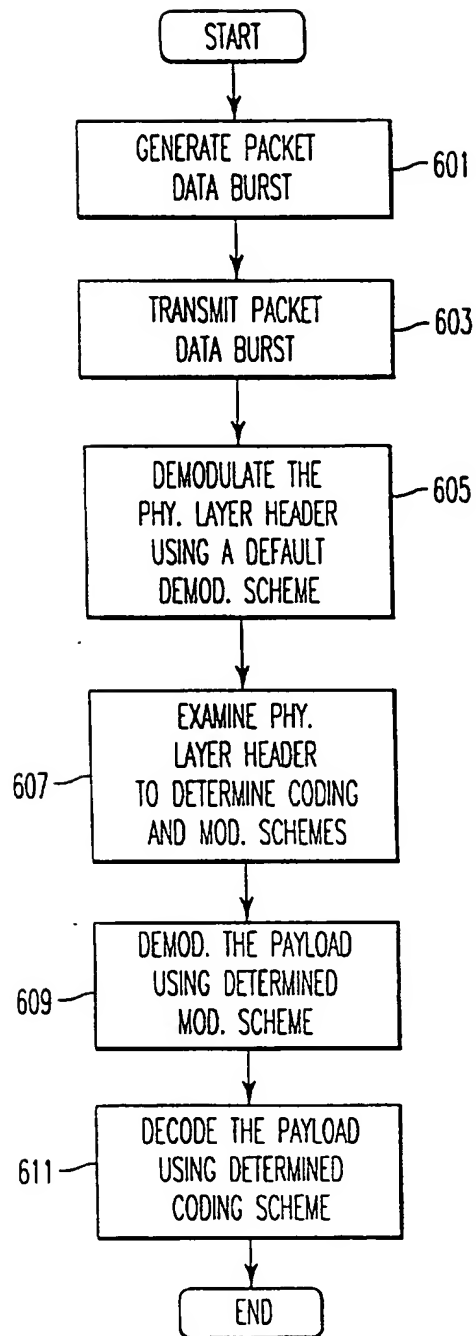 START
GENERATE PACKET
DATA BURST
601
TRANSMIT PACKET
DATA BURST
603
DEMODULATE THE
PHY. LAYER HEADER
USING A DEFAULT
DEMOD. SCHEME
605
EXAMINE PHY.
LAYER HEADER
TO DETERMINE CODING
AND MOD. SCHEMES
607
DEMOD. THE PAYLOAD
USING DETERMINED
MOD. SCHEME
609
DECODE THE PAYLOAD
USING DETERMINED
CODING SCHEME
611
END